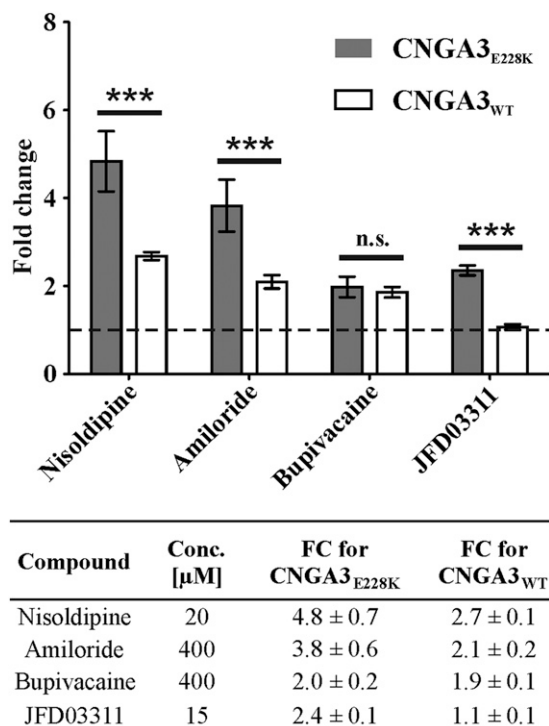 8
6
4
2
0
Fold change
***
***
n.s.
***
CNGA3E228K
CNGA3WT
Nisoldipine
Amiloride
Bupivacaine
JFD03311
Compound Conc. [µM] FC for CNGA3E228K FC for CNGA3WT
Nisoldipine 20 4.8 ± 0.7 2.7 ± 0.1
Amiloride 400 3.8 ± 0.6 2.1 ± 0.2
Bupivacaine 400 2.0 ± 0.2 1.9 ± 0.1
JFD03311 15 2.4 ± 0.1 1.1 ± 0.1